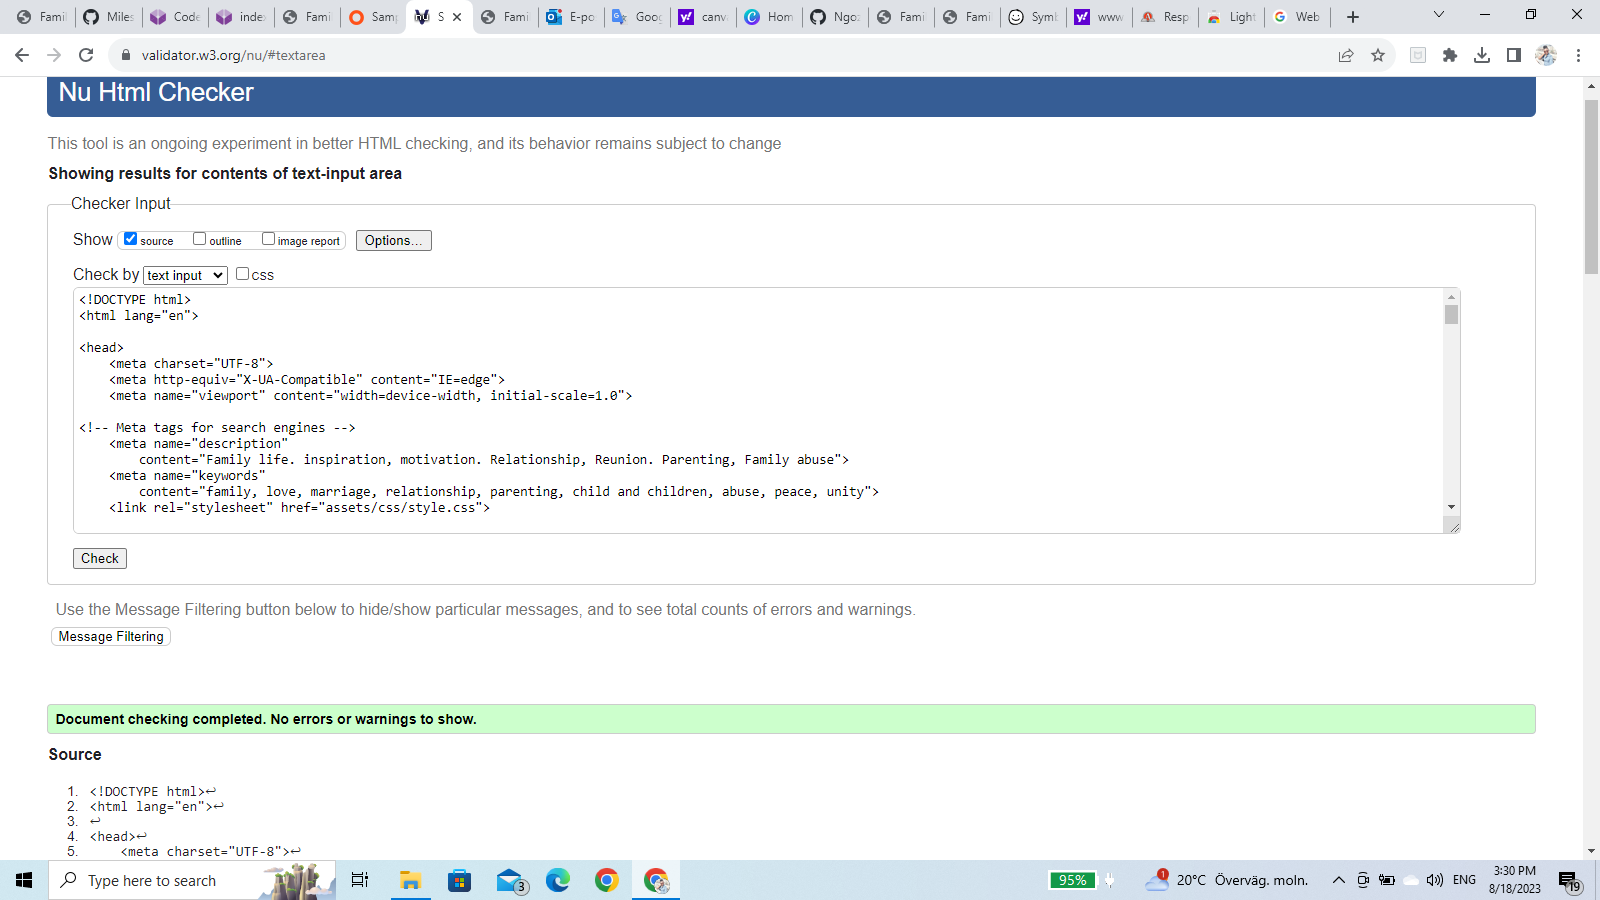 Famil
Miles
Code
index
Famil
Samp
S
Fami
E-po
Goog
canv
Hom
Ngo
Fami
Fami
Symb
www
Resp
Light
Web
validator.w3.org/nu/#textarea
Nu Html Checker
This tool is an ongoing experiment in better HTML checking, and its behavior remains subject to change
Showing results for contents of text-input area
Checker Input
Show source outline image report Options...
Check by text input css
<!DOCTYPE html>
<html lang="en">
<head>
<meta charset="UTF-8">
<meta http-equiv="X-UA-Compatible" content="IE=edge">
<meta name="viewport" content="width=device-width, initial-scale=1.0">
<!-- Meta tags for search engines -->
<meta name="description"
content="Family life. inspiration, motivation. Relationship, Reunion. Parenting, Family abuse">
<meta name="keywords"
content="family, love, marriage, relationship, parenting, child and children, abuse, peace, unity">
<link rel="stylesheet" href="assets/css/style.css">
Check
Use the Message Filtering button below to hide/show particular messages, and to see total counts of errors and warnings.
Message Filtering
Document checking completed. No errors or warnings to show.
Source
1. <!DOCTYPE html>↩
2. <html lang="en">↩
3. ↩
4. <head>↩
5. <meta charset="UTF-8">↩
Type here to search
3
95%
1
20°C Överväg. moln.
ENG
3:30 PM
8/18/2023
19